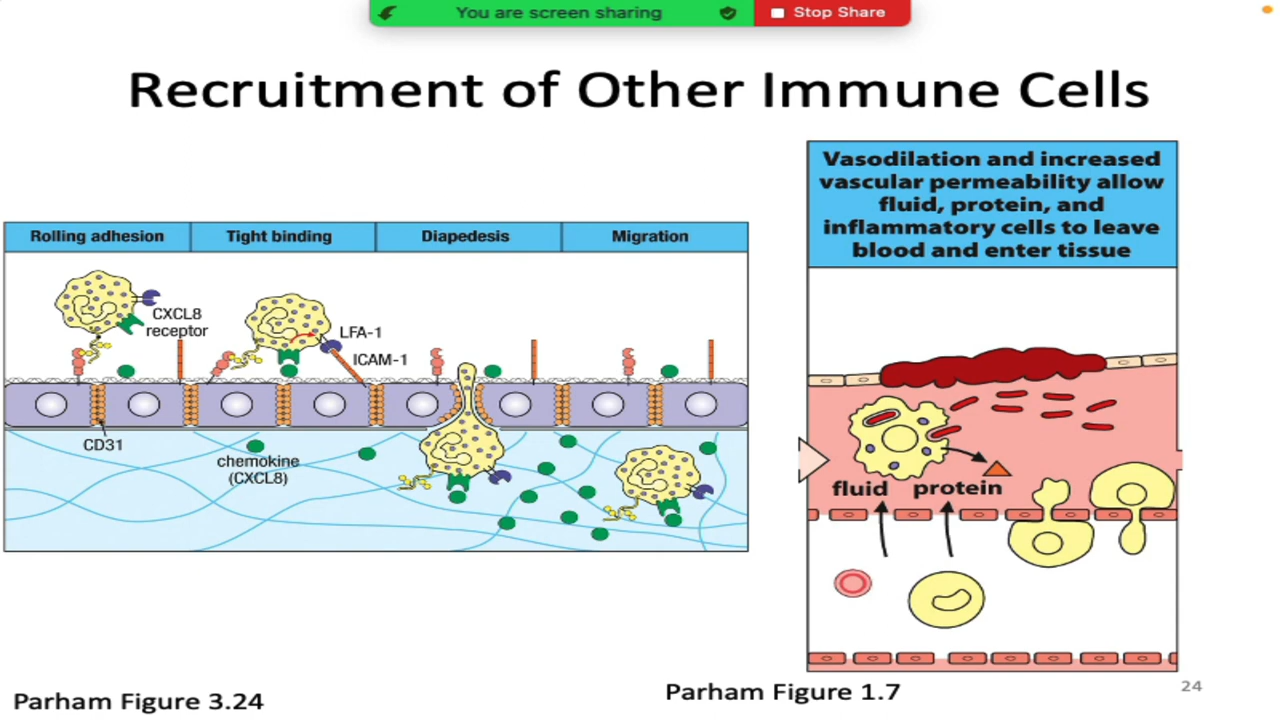 You are screen sharing
Stop Share
Recruitment of Other Immune Cells
Rolling adhesion
Tight binding
Diapedesis
Migration
CXCL8
receptor
LFA-1
ICAM-1
CD31
chemokine
(CXCL8)
Parham Figure 3.24
Vasodilation and increased
vascular permeability allow
fluid, protein, and
inflammatory cells to leave
blood and enter tissue
fluid
protein
Parham Figure 1.7
24